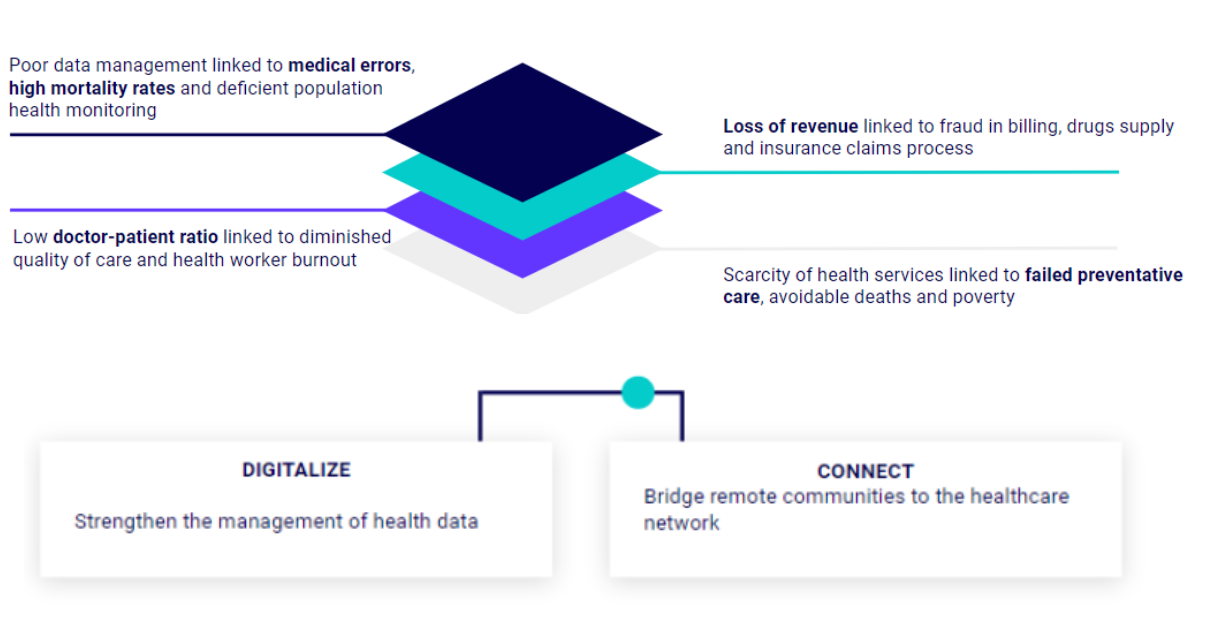 Poor data management linked to medical errors,
high mortality rates and deficient population
health monitoring
Loss of revenue linked to fraud in billing, drugs supply
and insurance claims process
Low doctor-patient ratio linked to diminished
quality of care and health worker burnout
Scarcity of health services linked to failed preventative
care, avoidable deaths and poverty
DIGITALIZE
Strengthen the management of health data
CONNECT
Bridge remote communities to the healthcare
network